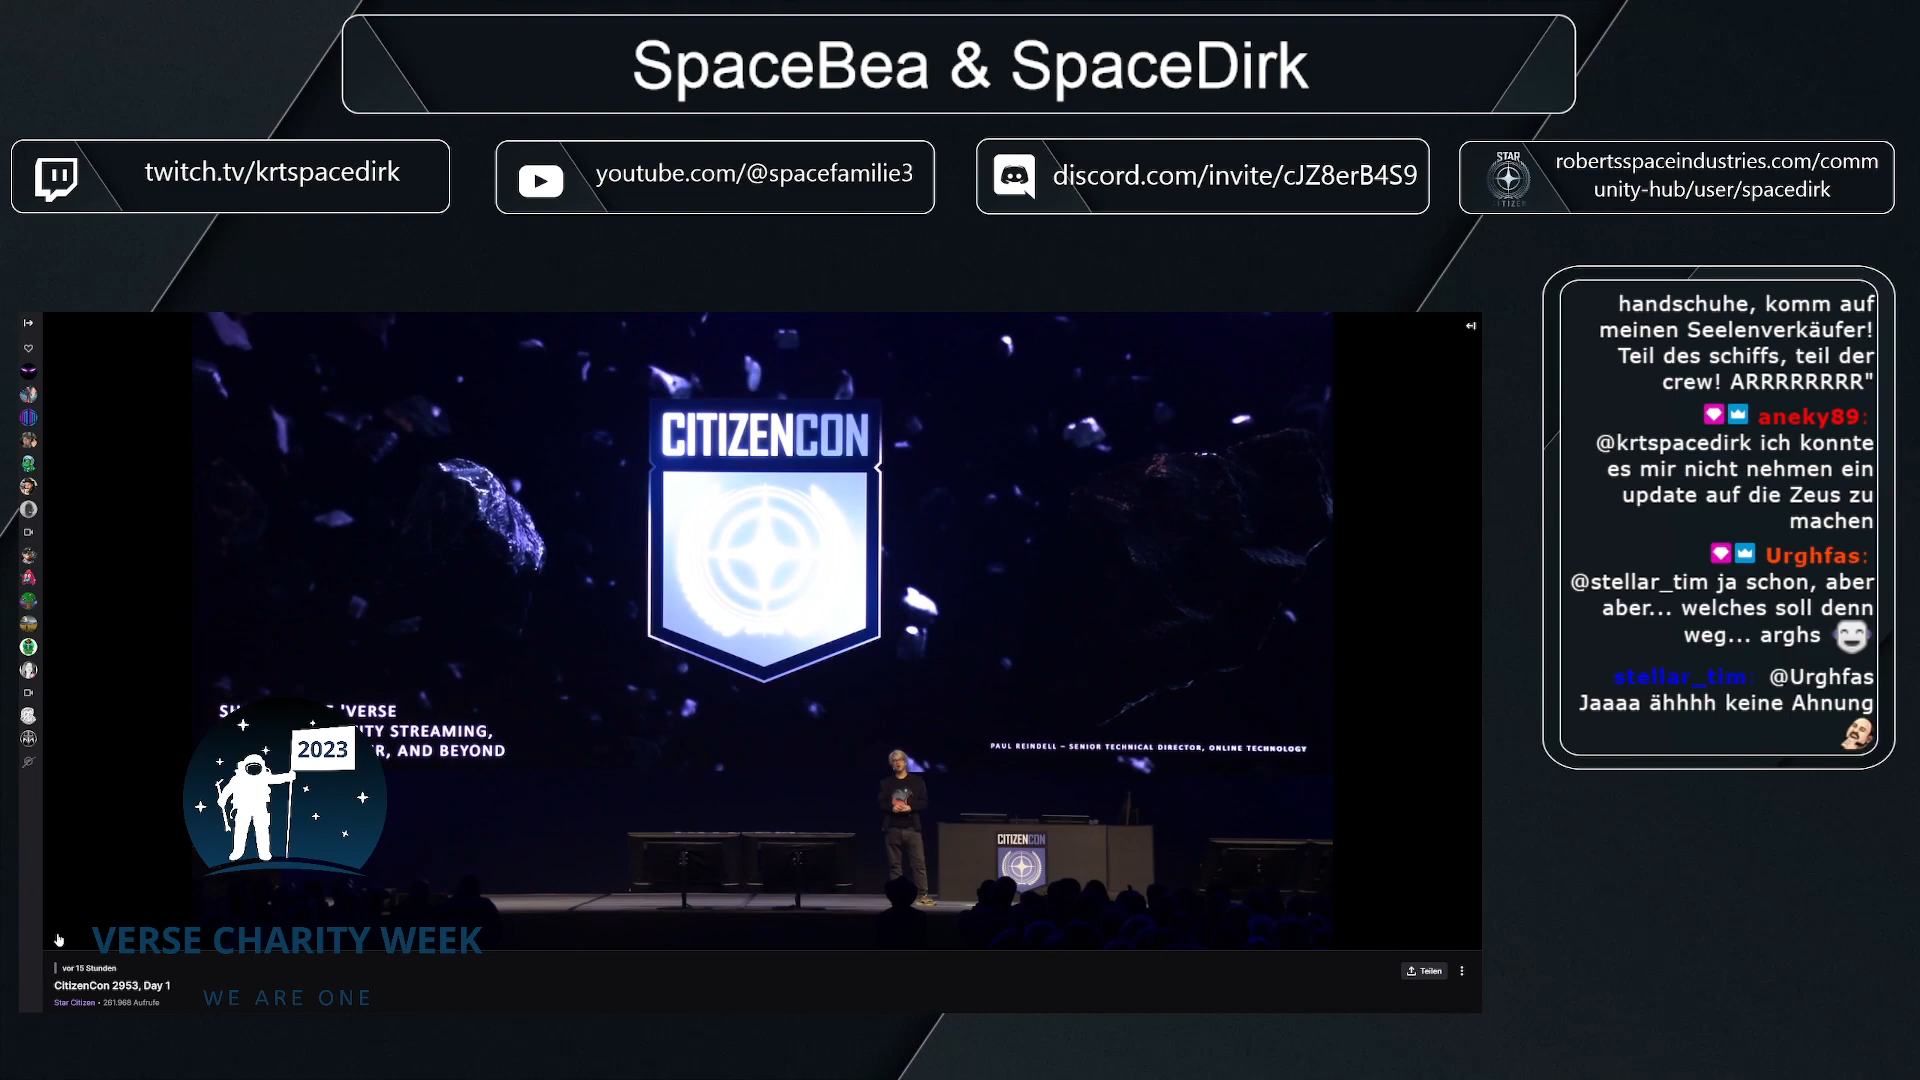 SpaceBea & SpaceDirk
twitch.tv/krtspacedirk
youtube.com/@spacefamilie3
discord.com/invite/cJZ8erB4S9
STAR
CITIZEN
robertsspaceindustries.com/comm
unity-hub/user/spacedirk
CITIZENCON
'VERSE
STREAMING,
AND BEYOND
PAUL REINDELL – SENIOR TECHNICAL DIRECTOR, ONLINE TECHNOLOGY
2023
CITIZENCON
VERSE CHARITY WEEK
WE ARE ONE
vor 15 Stunden
CitizenCon 2953, Day 1
Star Citizen • 261.968 Aufrufe
Teilen
handschuhe, komm auf
meinen Seelenverkäufer!
Teil des schiffs, teil der
crew! ARRRRRRRR"
aneky89:
@krtspacedirk ich konnte
es mir nicht nehmen ein
update auf die Zeus zu
machen
Urghfas:
@stellar_tim ja schon, aber
aber... welches soll denn
weg... arghs
stellar_tim: @Urghfas
Jaaaa ähhhh keine Ahnung